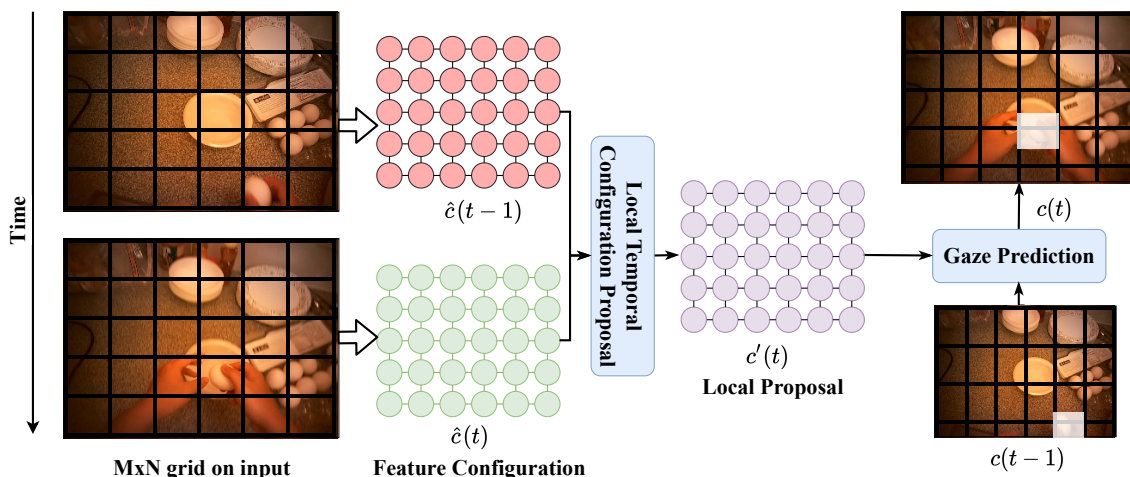 Time
MxN grid on input
ĉ(t − 1)
ĉ(t)
Feature Configuration
Local Temporal
Configuration Proposal
c′(t)
Local Proposal
c(t)
Gaze Prediction
c(t−1)